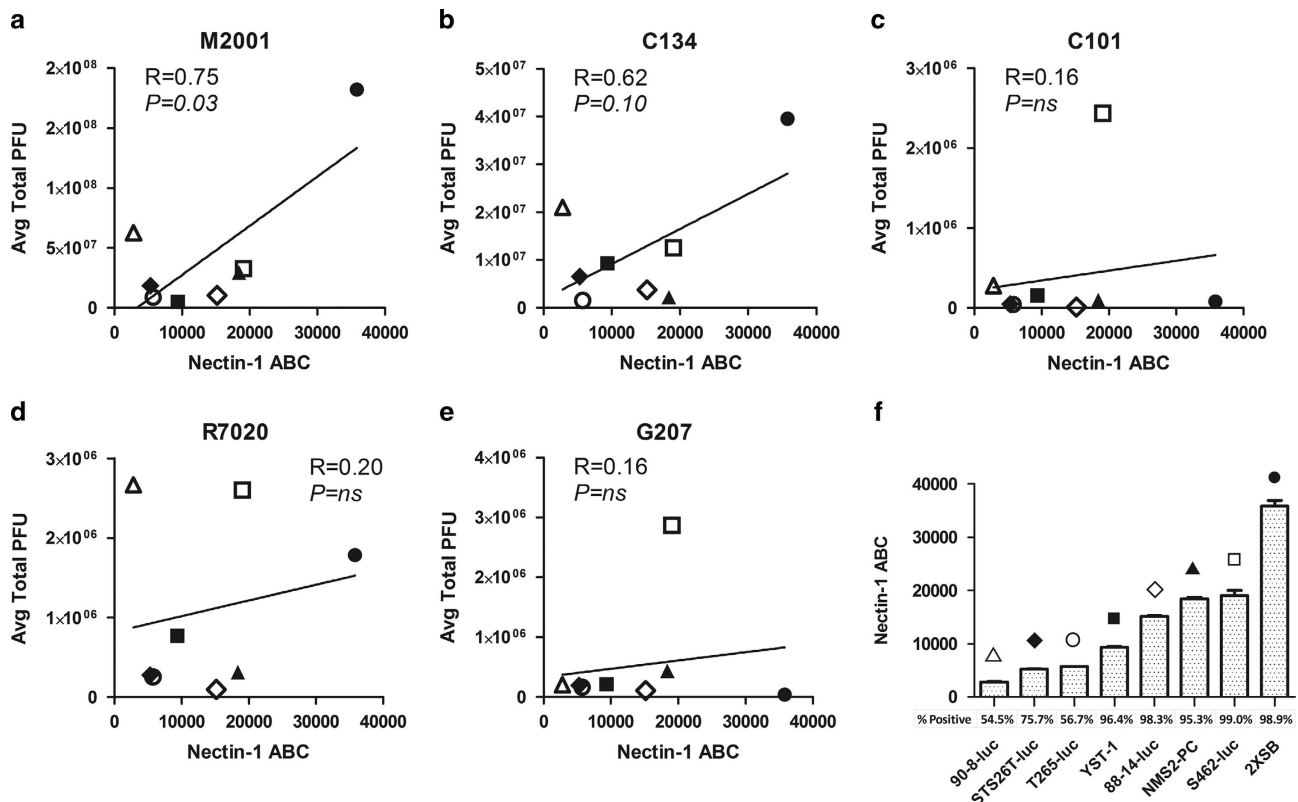 a
M2001
R=0.75
P=0.03
2×10^08
2×10^08
1×10^08
5×10^07
0
Avg Total PFU
0 10000 20000 30000 40000
Nectin-1 ABC
b
C134
R=0.62
P=0.10
5×10^07
4×10^07
3×10^07
2×10^07
1×10^07
0
Avg Total PFU
0 10000 20000 30000 40000
Nectin-1 ABC
c
C101
R=0.16
P=ns
3×10^06
2×10^06
1×10^06
0
Avg Total PFU
0 10000 20000 30000 40000
Nectin-1 ABC
d
R7020
R=0.20
P=ns
3×10^06
2×10^06
1×10^06
0
Avg Total PFU
0 10000 20000 30000 40000
Nectin-1 ABC
e
G207
R=0.16
P=ns
4×10^06
3×10^06
2×10^06
1×10^06
0
Avg Total PFU
0 10000 20000 30000 40000
Nectin-1 ABC
f
40000
30000
20000
10000
0
Nectin-1 ABC
% Positive 54.5% 75.7% 56.7% 96.4% 98.3% 95.3% 99.0% 98.9%
90-8-luc
STS26T-luc
T265-luc
YST-1
88-14-luc
NMS2-PC
S462-luc
2XSB